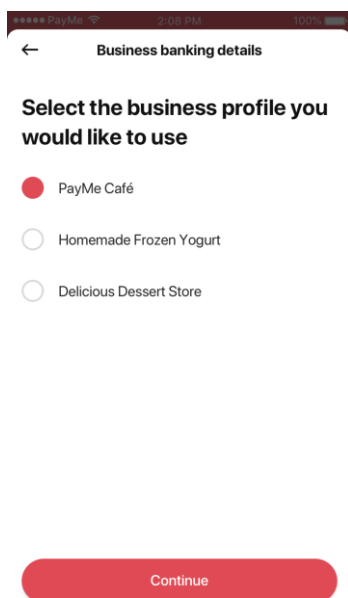 PayMe 2:08 PM 100%
Business banking details
Select the business profile you
would like to use
PayMe Café
Homemade Frozen Yogurt
Delicious Dessert Store
Continue